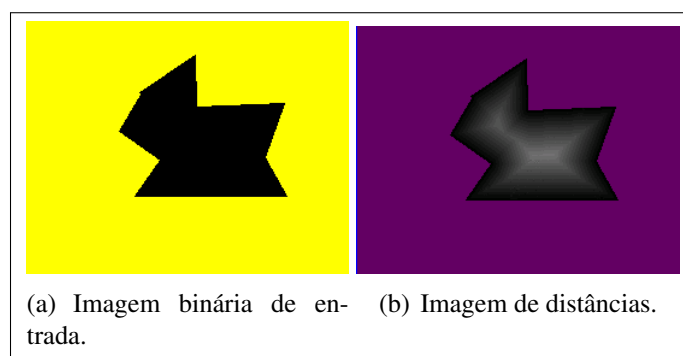 (a) Imagem binária de en-
trada.
(b) Imagem de distâncias.